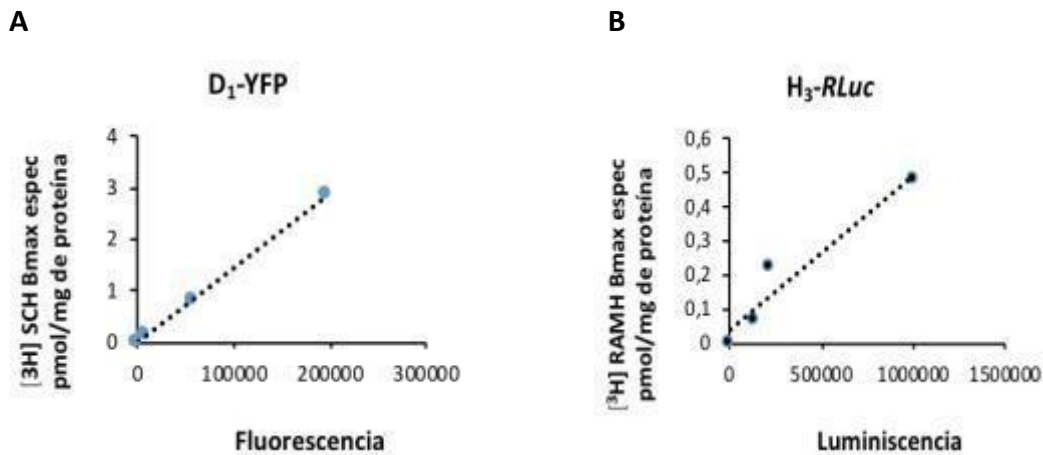 A
D₁-YFP
[3H] SCH Bmax espec
pmol/mg de proteína
4
3
2
1
0
0 100000 200000 300000
Fluorescencia
B
H₃-RLuc
[³H] RAMH Bmax espec
pmol/mg de proteína
0,6
0,5
0,4
0,3
0,2
0,1
0
0 500000 1000000 1500000
Luminiscencia